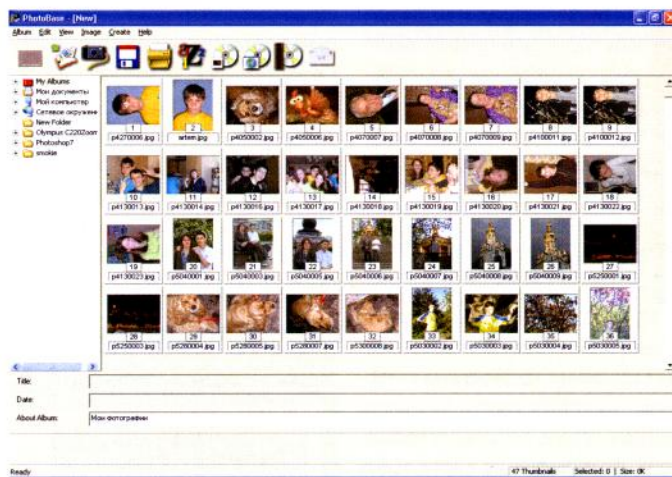 PhotoBase - [New]
Album Edit View Image Create Help
My Albums
Мои документы
Мой компьютер
Сетевое окружени
New Folder
Olympus C220Zoom
Photoshop7
smokie
1 2 3 4 5 6 7 8 9
p4270006.jpg artem.jpg p4050002.jpg p4050006.jpg p4070007.jpg p4070008.jpg p4070009.jpg p4100011.jpg p4100012.jpg
10 11 12 13 14 15 16 17 18
p4130013.jpg p4130014.jpg p4130016.jpg p4130017.jpg p4130018.jpg p4130019.jpg p4130020.jpg p4130021.jpg p4130022.jpg
19 20 21 22 23 24 25 26 27
p4130023.jpg p5040001.jpg p5040003.jpg p5040005.jpg p5040006.jpg p5040007.jpg p5040008.jpg p5040009.jpg p5250001.jpg
28 29 30 31 32 33 34 35 36
p5250003.jpg p5280004.jpg p5280005.jpg p5280007.jpg p5300008.jpg p5030002.jpg p5030003.jpg p5030004.jpg p5030005.jpg
Title:
Date:
About Album: Мои фотографии
Ready 47 Thumbnails Selected: 0 | Size: 0K